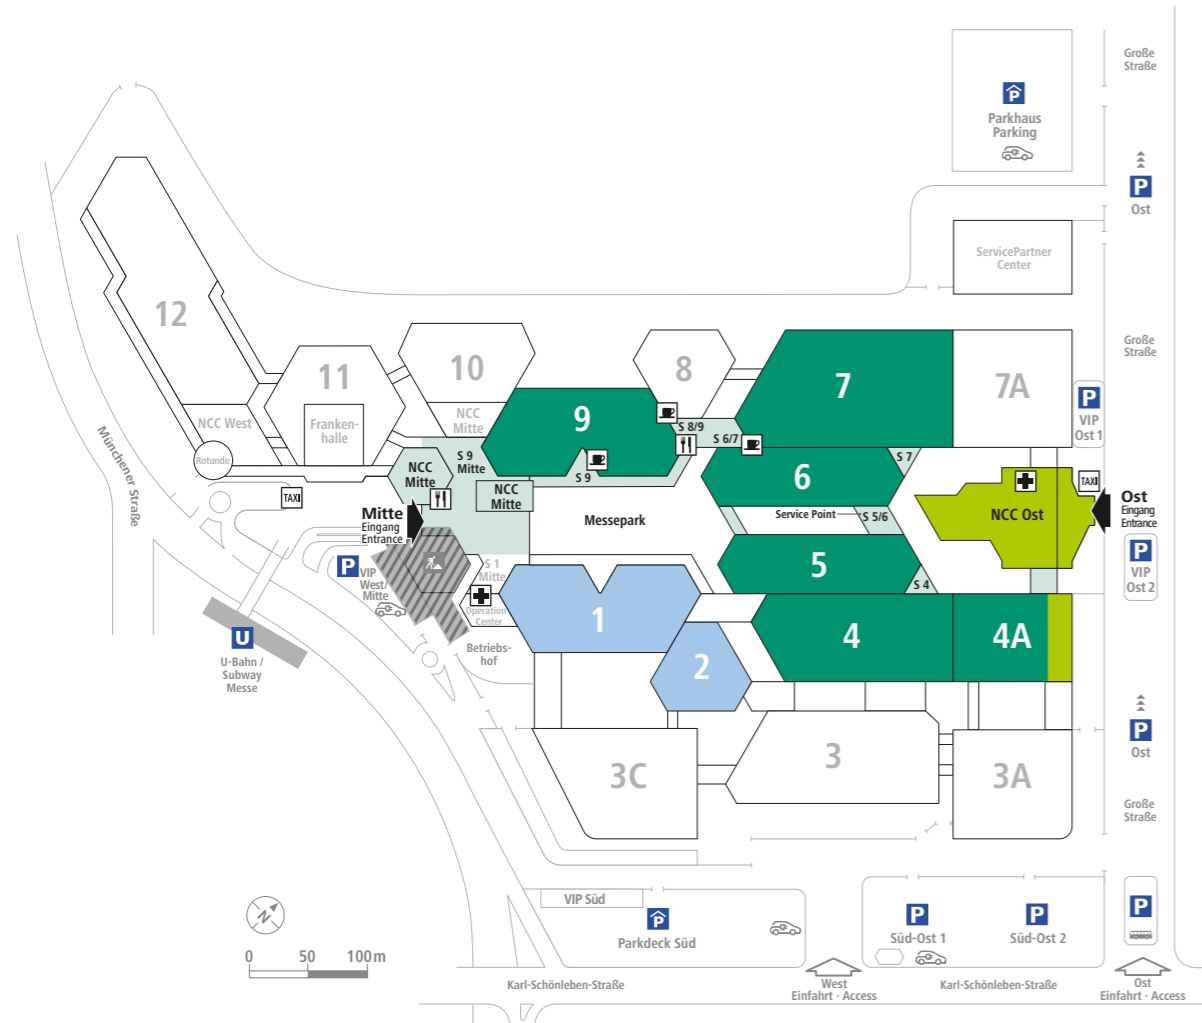 Große
Straße
P
Parkhaus
Parking
P
Ost
ServicePartner
Center
12
11
10
8
7
7A
Große
Straße
Franken-
halle
NCC West
NCC
Mitte
9
P
VIP
Ost 1
Rotunde
S 8/9
S 6/7
S 9
Mitte
NCC
Mitte
S 9
6
S 7
TAXI
NCC
Mitte
TAXI
Münchener Straße
Mitte
Eingang
Entrance
Messepark
Service Point
S 5/6
NCC Ost
Ost
Eingang
Entrance
P
VIP
West/
Mitte
S 1
Mitte
5
S 4
P
VIP
Ost 2
Operation
Center
1
4
4A
U
U-Bahn /
Subway
Messe
Betriebs-
hof
2
P
Ost
3C
3
3A
Große
Straße
N
0 50 100 m
VIP Süd
P
Parkdeck Süd
P
Süd-Ost 1
P
Süd-Ost 2
P
Karl-Schönleben-Straße
West
Einfahrt · Access
Karl-Schönleben-Straße
Ost
Einfahrt · Access